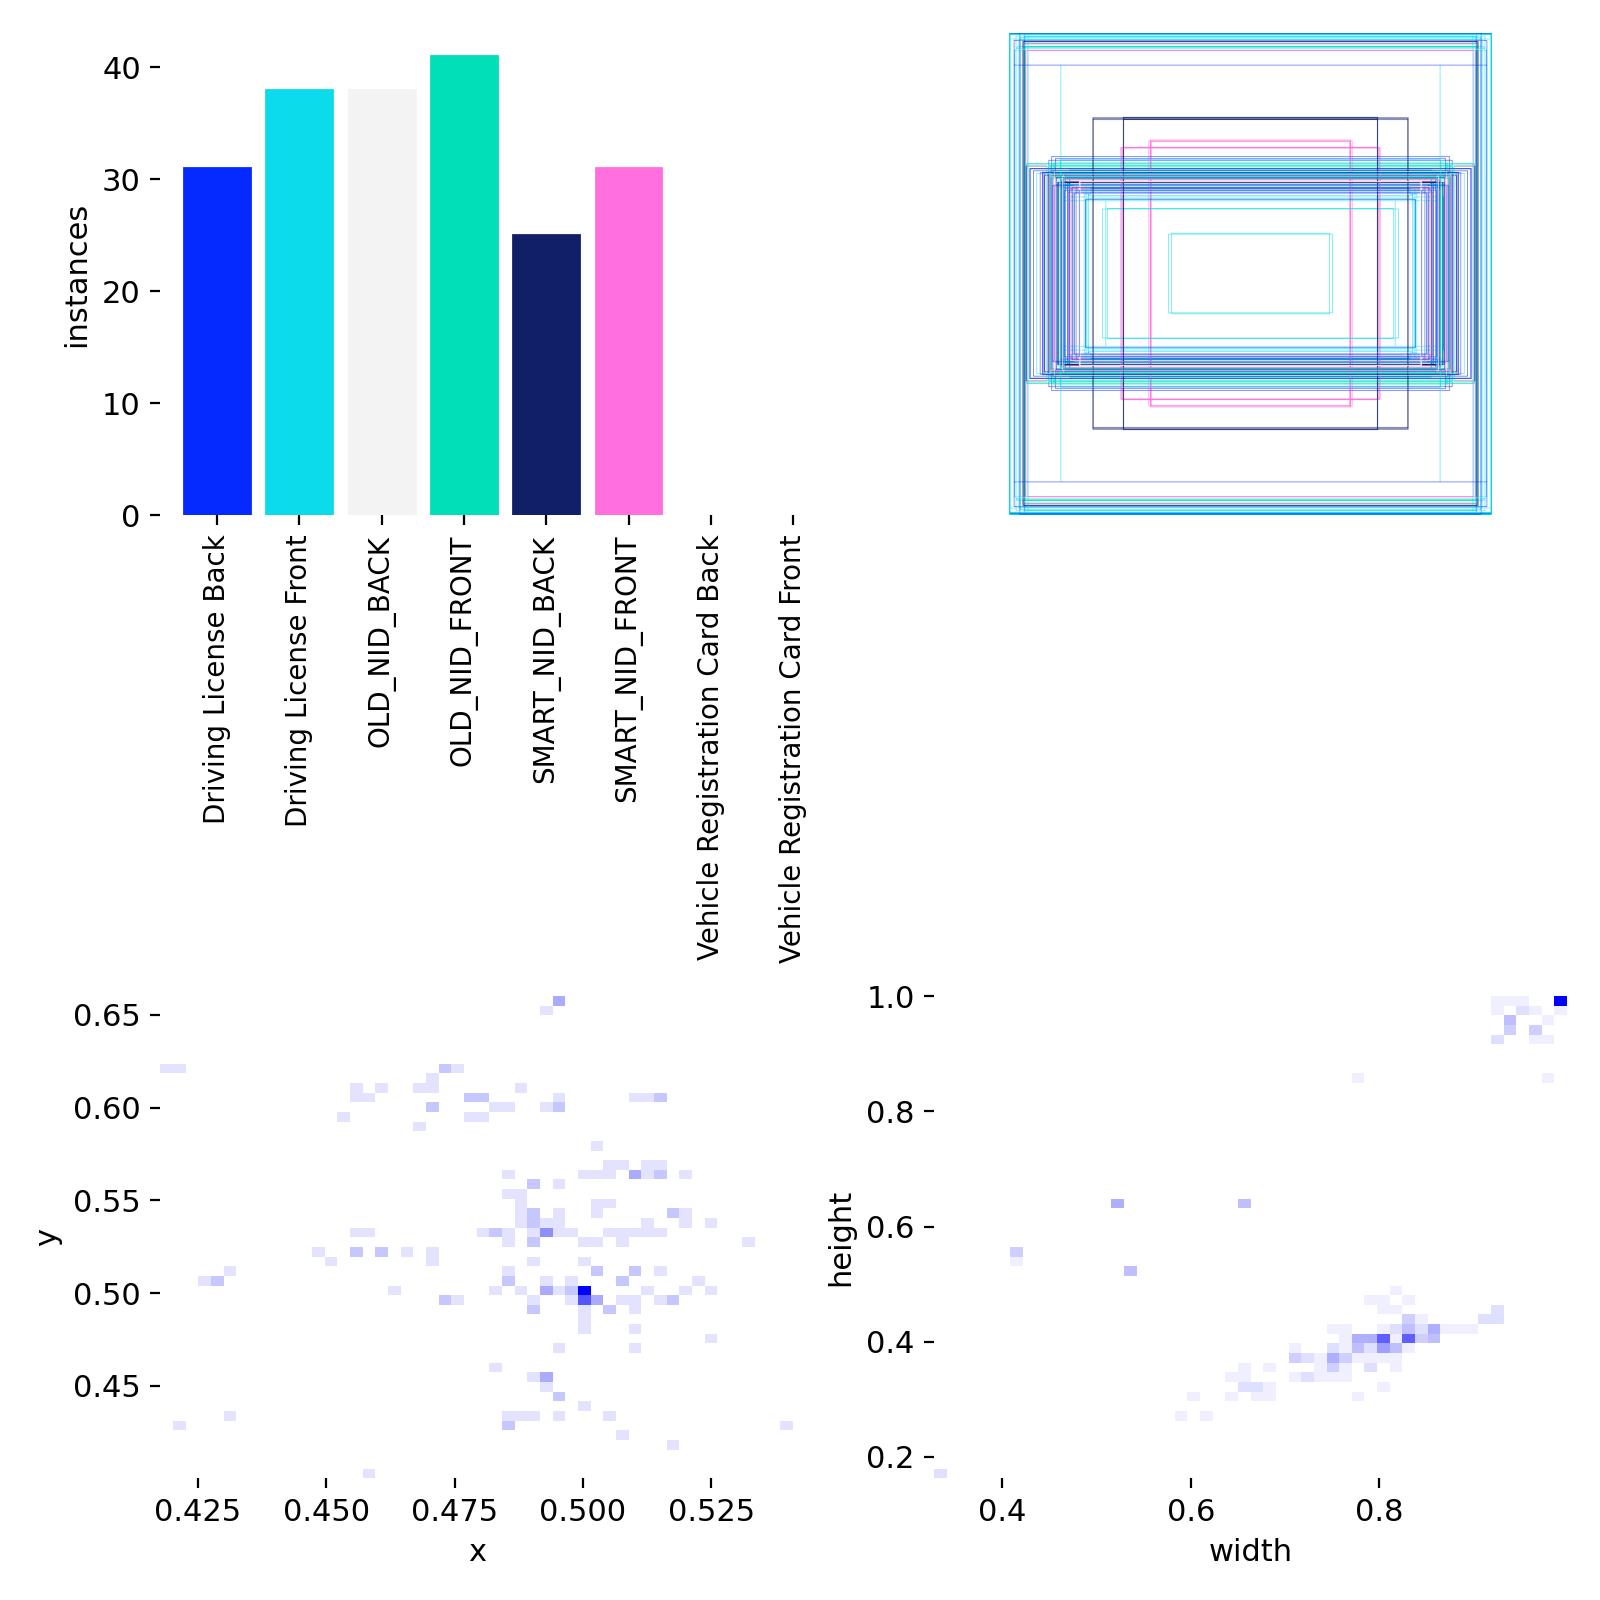 instances
40
30
20
10
0
Driving License Back
Driving License Front
OLD_NID_BACK
OLD_NID_FRONT
SMART_NID_BACK
SMART_NID_FRONT
Vehicle Registration Card Back
Vehicle Registration Card Front
y
0.65
0.60
0.55
0.50
0.45
0.425 0.450 0.475 0.500 0.525
x
height
1.0
0.8
0.6
0.4
0.2
0.4 0.6 0.8
width